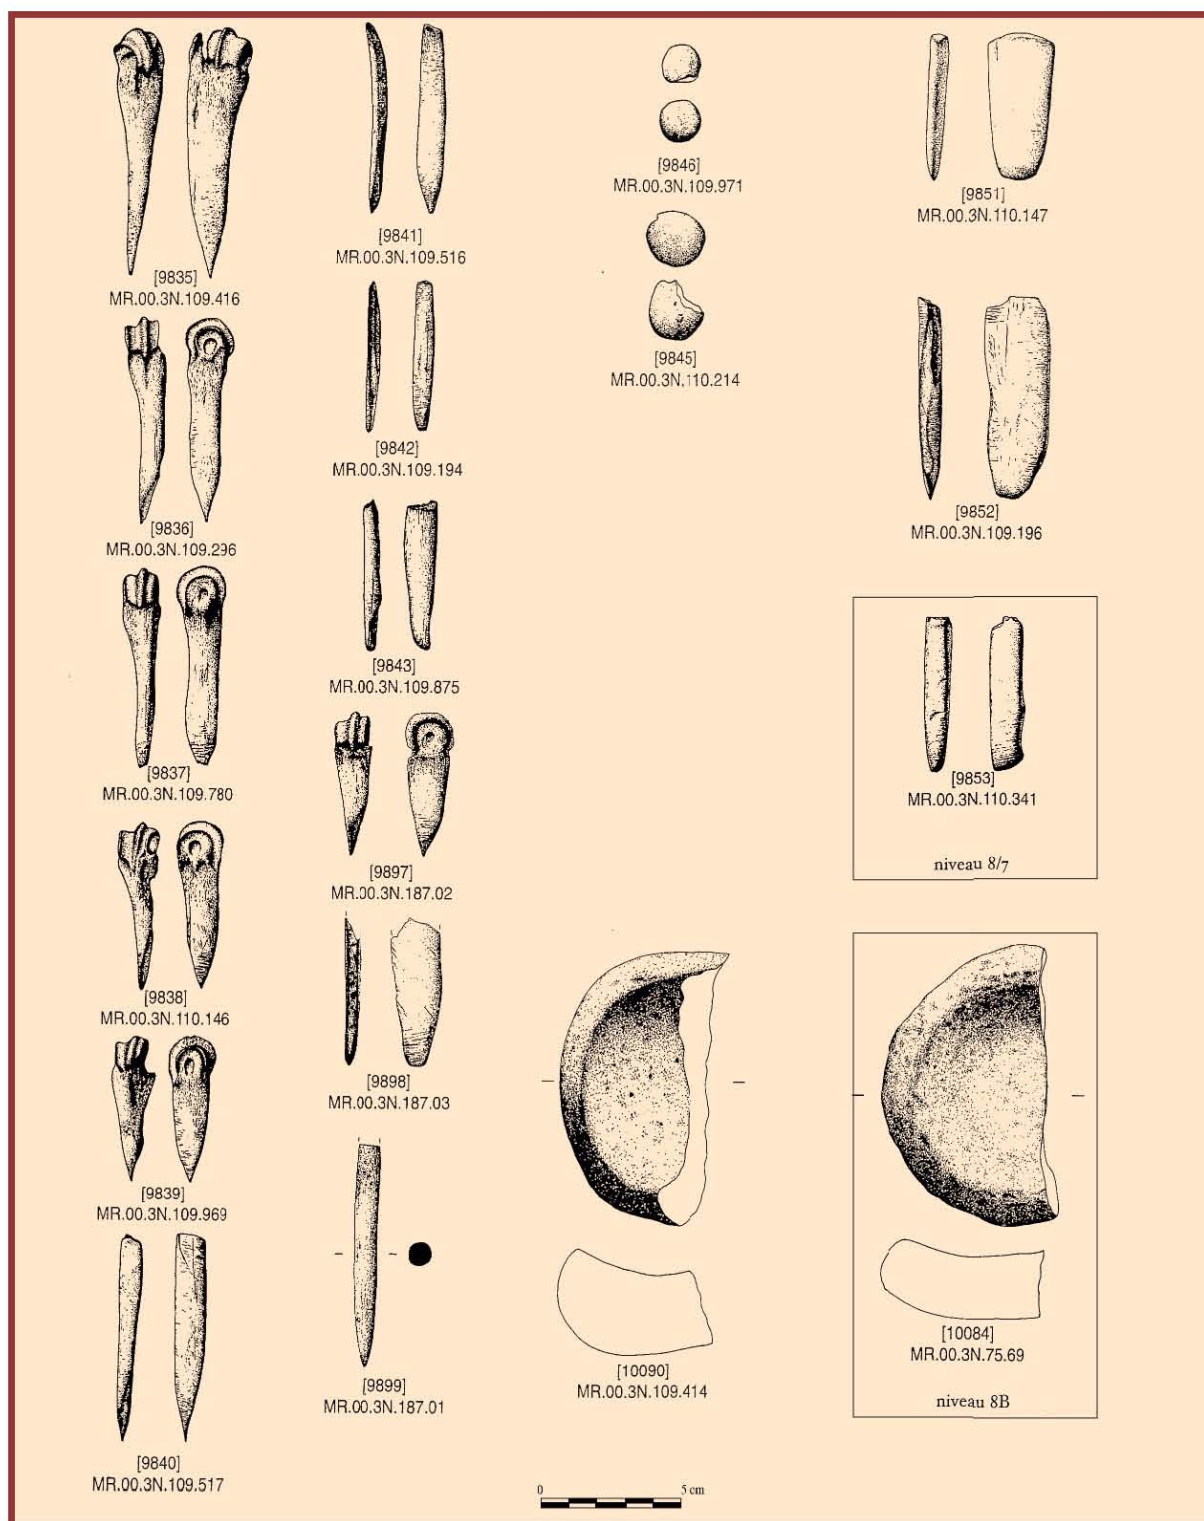 [9835]
MR.00.3N.109.416
[9836]
MR.00.3N.109.296
[9837]
MR.00.3N.109.780
[9838]
MR.00.3N.110.146
[9839]
MR.00.3N.109.969
[9840]
MR.00.3N.109.517
[9841]
MR.00.3N.109.516
[9842]
MR.00.3N.109.194
[9843]
MR.00.3N.109.875
[9897]
MR.00.3N.187.02
[9898]
MR.00.3N.187.03
[9899]
MR.00.3N.187.01
[9846]
MR.00.3N.109.971
[9845]
MR.00.3N.110.214
[10090]
MR.00.3N.109.414
[9851]
MR.00.3N.110.147
[9852]
MR.00.3N.109.196
[9853]
MR.00.3N.110.341
niveau 8/7
[10084]
MR.00.3N.75.69
niveau 8B
0 5 cm